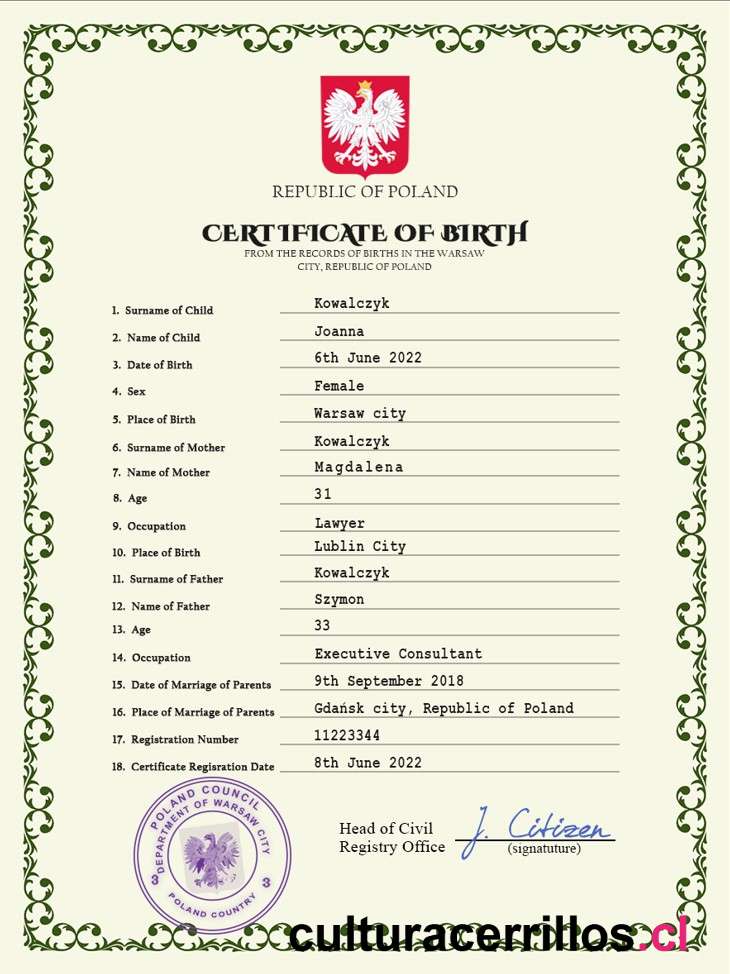 REPUBLIC OF POLAND
CERTIFICATE OF BIRTH
FROM THE RECORDS OF BIRTHS IN THE WARSAW
CITY, REPUBLIC OF POLAND
1. Surname of Child Kowalczyk
2. Name of Child Joanna
3. Date of Birth 6th June 2022
4. Sex Female
5. Place of Birth Warsaw city
6. Surname of Mother Kowalczyk
7. Name of Mother Magdalena
8. Age 31
9. Occupation Lawyer
10. Place of Birth Lublin City
11. Surname of Father Kowalczyk
12. Name of Father Szymon
13. Age 33
14. Occupation Executive Consultant
15. Date of Marriage of Parents 9th September 2018
16. Place of Marriage of Parents Gdańsk city, Republic of Poland
17. Registration Number 11223344
18. Certificate Regisration Date 8th June 2022
POLAND COUNCIL
DEPARTMENT OF WARSAW CITY
3 3
POLAND COUNTRY
Head of Civil
Registry Office
J. Citizen
(signatuture)
culturacerrillos.cl